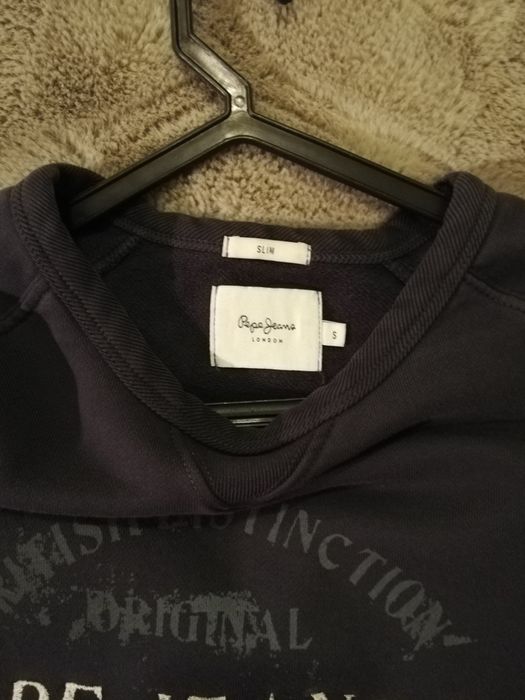 SLIM
Pepe Jeans
LONDON
S
DISTINCTION
ORIGINAL